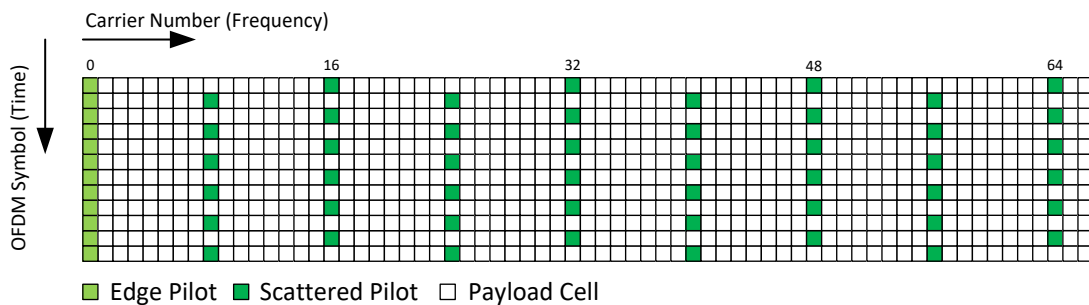 Carrier Number (Frequency)
0 16 32 48 64
OFDM Symbol (Time)
Edge Pilot Scattered Pilot Payload Cell